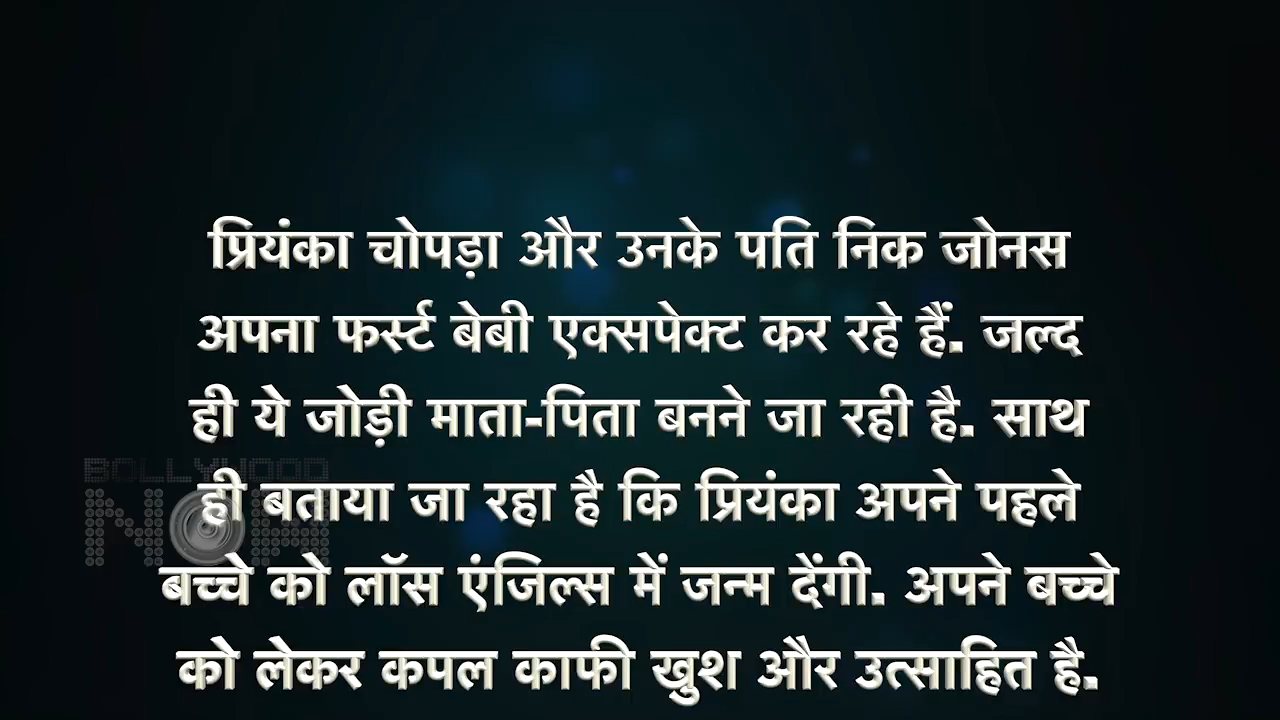 प्रियंका चोपड़ा और उनके पति निक जोनस
अपना फर्स्ट बेबी एक्सपेक्ट कर रहे हैं. जल्द
ही ये जोड़ी माता-पिता बनने जा रही है. साथ
ही बताया जा रहा है कि प्रियंका अपने पहले
बच्चे को लॉस एंजिल्स में जन्म देंगी. अपने बच्चे
को लेकर कपल काफी खुश और उत्साहित है.
BOLLYWOOD